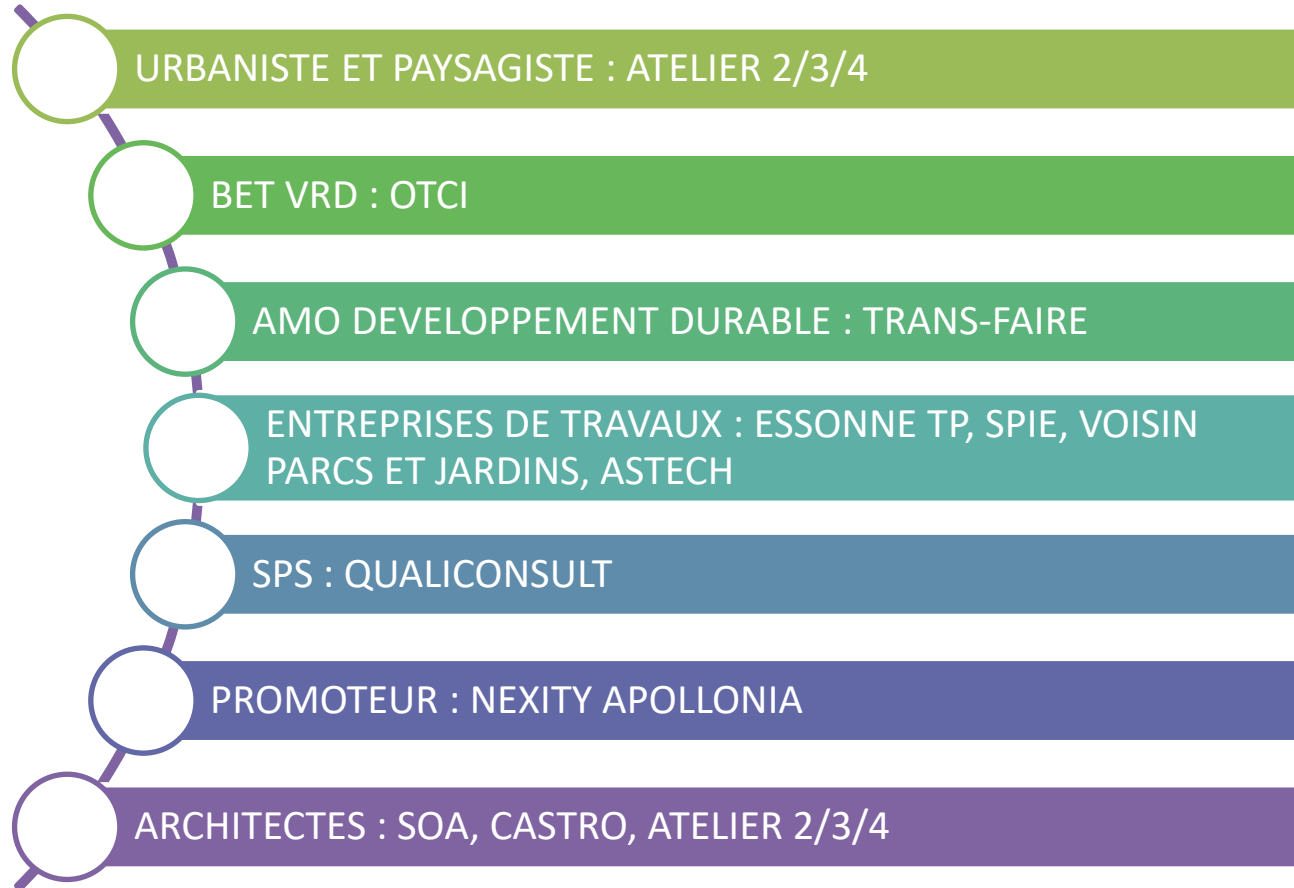 URBANISTE ET PAYSAGISTE : ATELIER 2/3/4
BET VRD : OTCI
AMO DEVELOPPEMENT DURABLE : TRANS-FAIRE
ENTREPRISES DE TRAVAUX : ESSONNE TP, SPIE, VOISIN
PARCS ET JARDINS, ASTECH
SPS : QUALICONSULT
PROMOTEUR : NEXITY APOLLONIA
ARCHITECTES : SOA, CASTRO, ATELIER 2/3/4